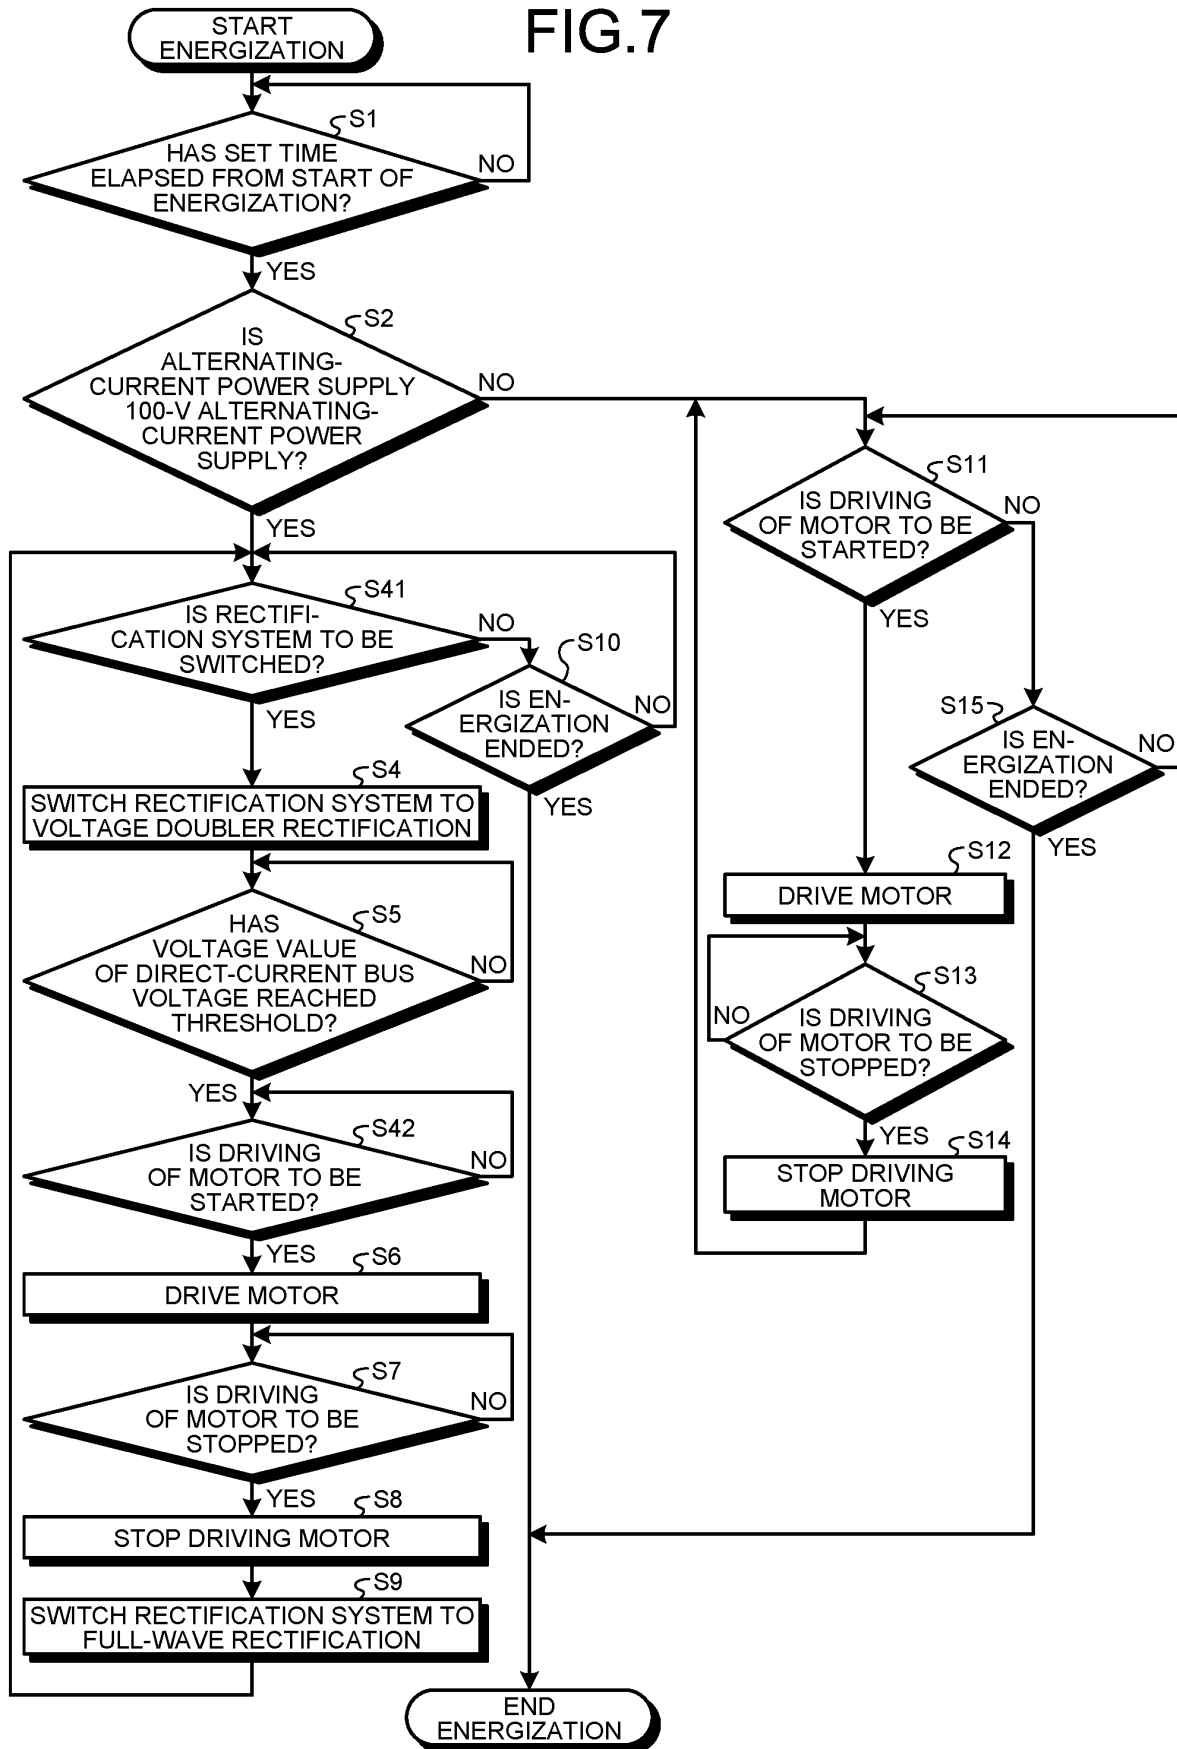 FIG.7
START
ENERGIZATION
S1
HAS SET TIME
ELAPSED FROM START OF
ENERGIZATION?
NO
YES
S2
IS
ALTERNATING-
CURRENT POWER SUPPLY
100-V ALTERNATING-
CURRENT POWER
SUPPLY?
NO
YES
S41
IS RECTIFI-
CATION SYSTEM TO BE
SWITCHED?
NO
YES
S10
IS EN-
ERGIZATION
ENDED?
NO
YES
S4
SWITCH RECTIFICATION SYSTEM TO
VOLTAGE DOUBLER RECTIFICATION
S5
HAS
VOLTAGE VALUE
OF DIRECT-CURRENT BUS
VOLTAGE REACHED
THRESHOLD?
NO
YES
S42
IS DRIVING
OF MOTOR TO BE
STARTED?
NO
YES
S6
DRIVE MOTOR
S7
IS DRIVING
OF MOTOR TO BE
STOPPED?
NO
YES
S8
STOP DRIVING MOTOR
S9
SWITCH RECTIFICATION SYSTEM TO
FULL-WAVE RECTIFICATION
S11
IS DRIVING
OF MOTOR TO BE
STARTED?
NO
YES
S15
IS EN-
ERGIZATION
ENDED?
NO
YES
S12
DRIVE MOTOR
S13
IS DRIVING
OF MOTOR TO BE
STOPPED?
NO
YES
S14
STOP DRIVING
MOTOR
END
ENERGIZATION